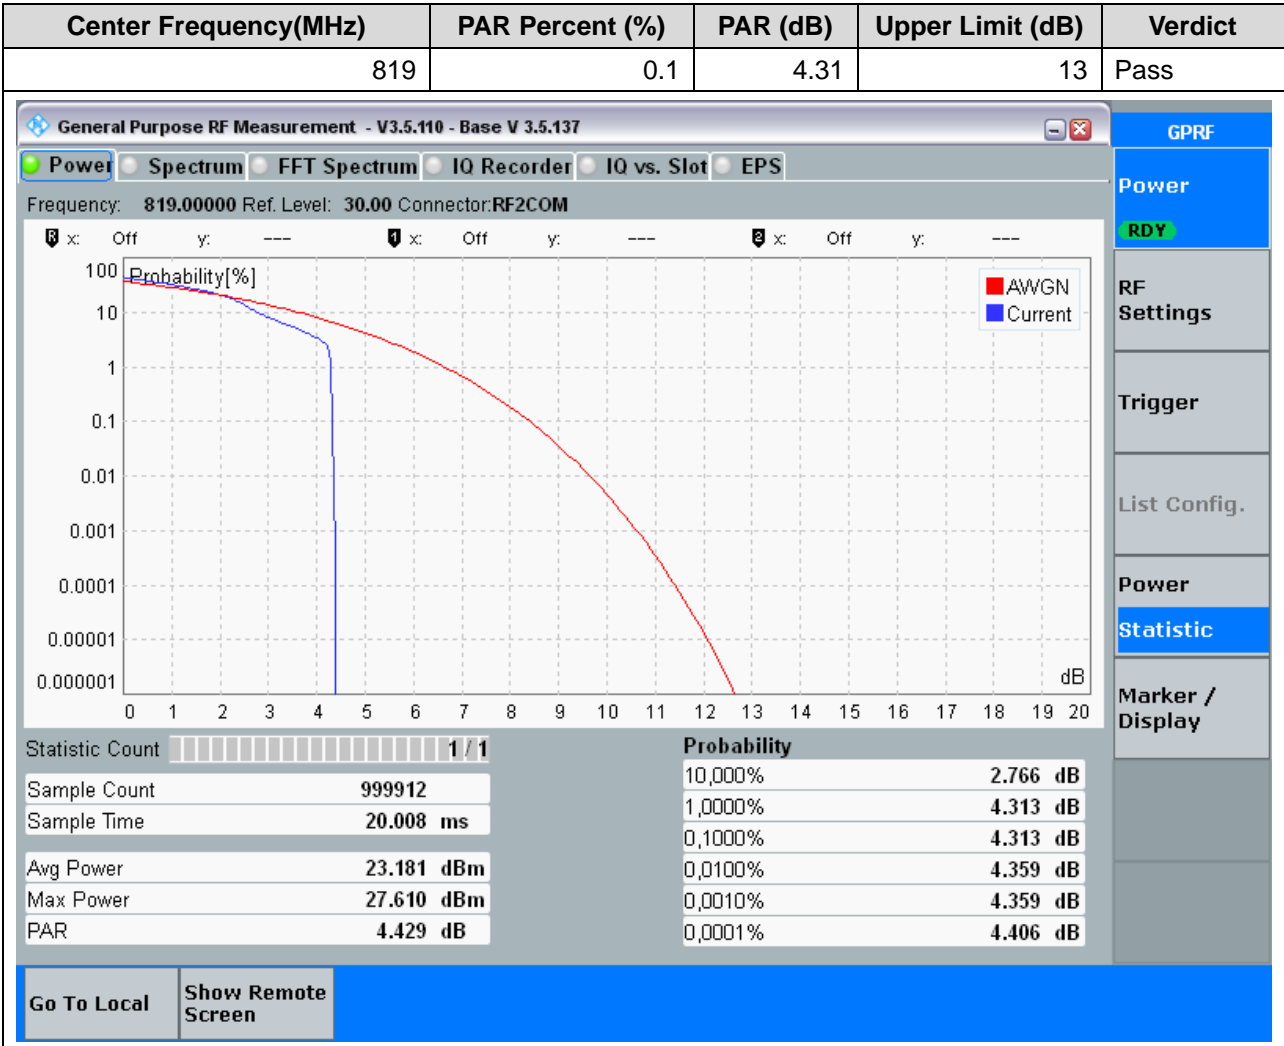 Center Frequency(MHz) PAR Percent (%) PAR (dB) Upper Limit (dB) Verdict
819 0.1 4.31 13 Pass
General Purpose RF Measurement - V3.5.110 - Base V 3.5.137
GPRF
Power Spectrum FFT Spectrum IQ Recorder IQ vs. Slot EPS
Frequency: 819.00000 Ref. Level: 30.00 Connector:RF2COM
R x: Off y: --- 1 x: Off y: --- 2 x: Off y: ---
Probability[%]
AWGN
Current
100
10
1
0.1
0.01
0.001
0.0001
0.00001
0.000001
dB
0 1 2 3 4 5 6 7 8 9 10 11 12 13 14 15 16 17 18 19 20
Statistic Count 1 / 1
Sample Count 999912
Sample Time 20.008 ms
Avg Power 23.181 dBm
Max Power 27.610 dBm
PAR 4.429 dB
Probability
10,000% 2.766 dB
1,0000% 4.313 dB
0,1000% 4.313 dB
0,0100% 4.359 dB
0,0010% 4.359 dB
0,0001% 4.406 dB
Power
RDY
RF
Settings
Trigger
List Config.
Power
Statistic
Marker /
Display
Go To Local
Show Remote
Screen